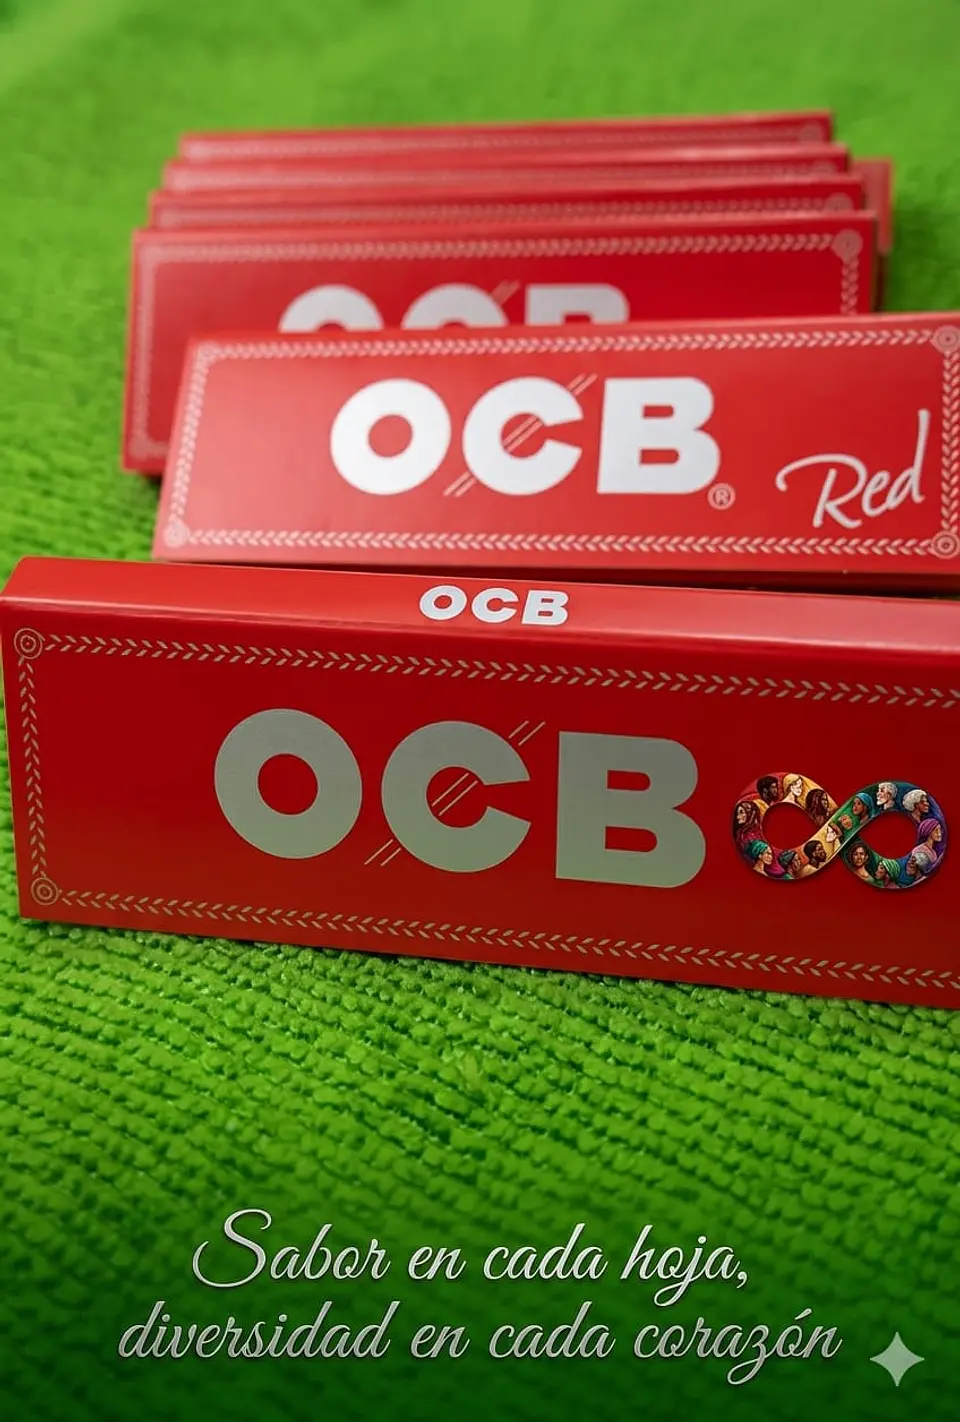 OCB
OCB®
Red
OCB
OCB
Sabor en cada hoja,
diversidad en cada corazón